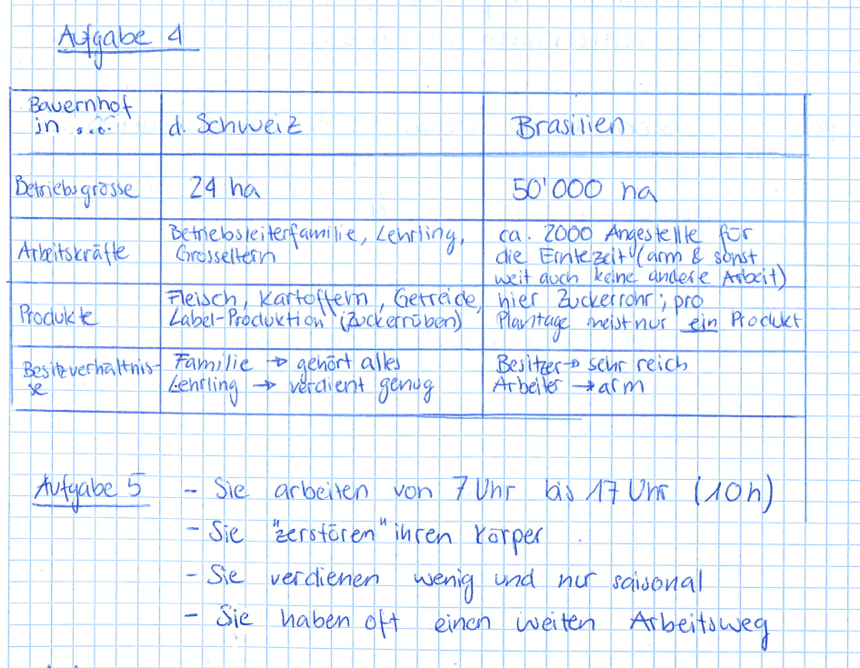 Aufgabe 4
Bauernhof in .... d. Schweiz Brasilien
Betriebsgrösse 24 ha 50'000 ha
Arbeitskräfte Betriebsleiterfamilie, Lehrling, ca. 2000 Angestellte für
Grosseltern die Erntezeit (arm & sonst
weit auch keine andere Arbeit)
Produkte Fleisch, Kartoffeln, Getreide, hier Zuckerrohr; pro
Label-Produktion (Zuckerrüben) Plantage meist nur ein Produkt
Besitzverhältnis- Familie → gehört alles Besitzer → sehr reich
se Lehrling → verdient genug Arbeiter → arm
Aufgabe 5 - Sie arbeiten von 7 Uhr bis 17 Uhr (10h)
- Sie "zerstören" ihren Körper.
- Sie verdienen wenig und nur saisonal
- Sie haben oft einen weiten Arbeitsweg